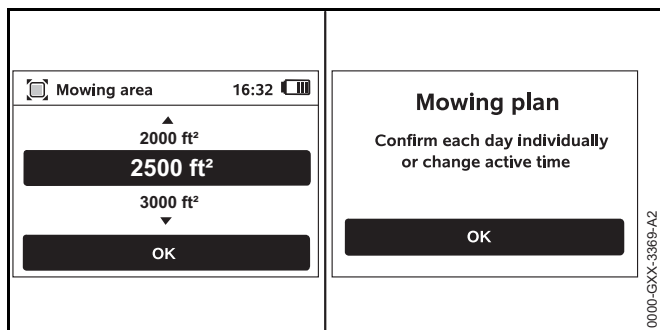 Mowing area 16:32
2000 ft²
2500 ft²
3000 ft²
OK
Mowing plan
Confirm each day individually
or change active time
OK
0000-GXX-3369-A2